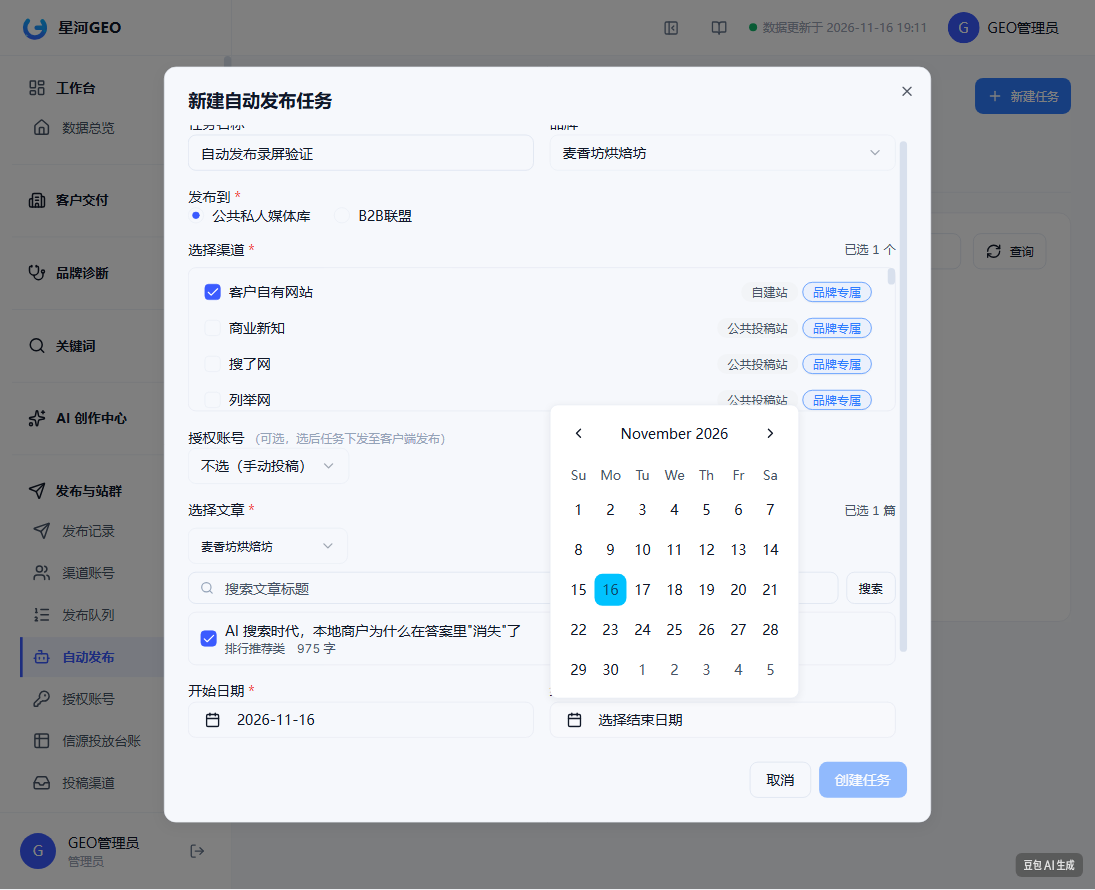 星河GEO
数据更新于 2026-11-16 19:11
G
GEO管理员
工作台
数据总览
客户交付
品牌诊断
关键词
AI 创作中心
发布与站群
发布记录
渠道账号
发布队列
自动发布
授权账号
信源投放台账
投稿渠道
G
GEO管理员
管理员
新建任务
查询
新建自动发布任务
任务名称
品牌
自动发布录屏验证
麦香坊烘焙坊
发布到 *
公共私人媒体库
B2B联盟
选择渠道 *
已选 1 个
客户自有网站
自建站
品牌专属
商业新知
公共投稿站
品牌专属
搜了网
公共投稿站
品牌专属
列举网
公共投稿站
品牌专属
授权账号 (可选，选后任务下发至客户端发布)
不选（手动投稿）
选择文章 *
已选 1 篇
麦香坊烘焙坊
搜索文章标题
搜索
AI 搜索时代，本地商户为什么在答案里"消失"了
排行推荐类 975 字
November 2026
Su Mo Tu We Th Fr Sa
1 2 3 4 5 6 7
8 9 10 11 12 13 14
15 16 17 18 19 20 21
22 23 24 25 26 27 28
29 30 1 2 3 4 5
开始日期 *
2026-11-16
选择结束日期
取消
创建任务
豆包 AI 生成